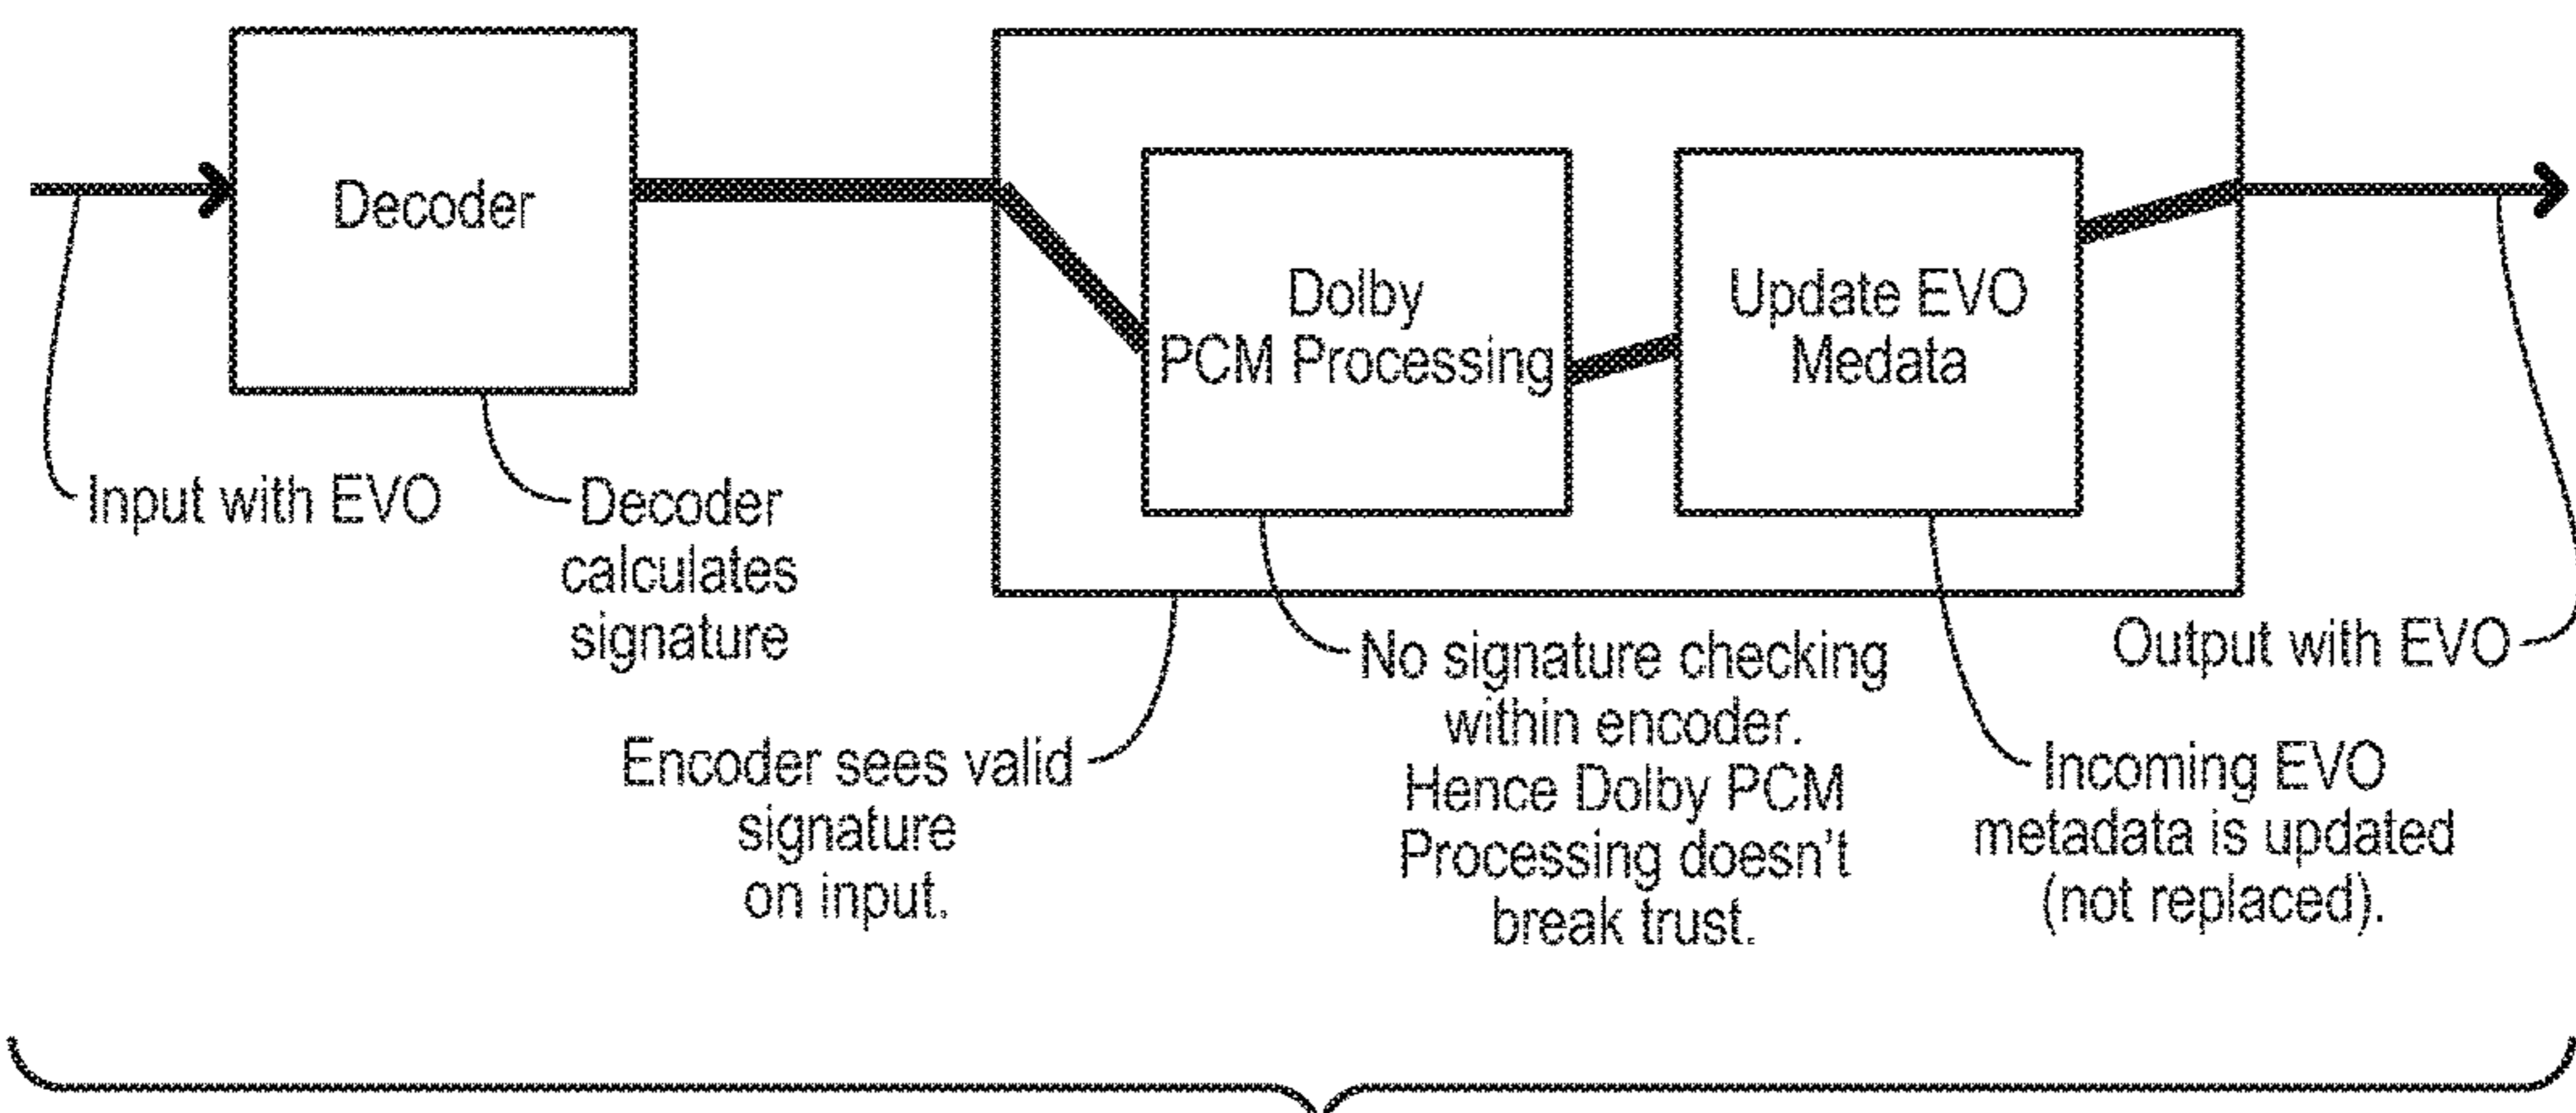 Decoder
Dolby
PCM Processing
Update EVO
Medata
Input with EVO
Decoder
calculates
signature
Encoder sees valid
signature
on input.
No signature checking
within encoder.
Hence Dolby PCM
Processing doesn't
break trust.
Incoming EVO
metadata is updated
(not replaced).
Output with EVO